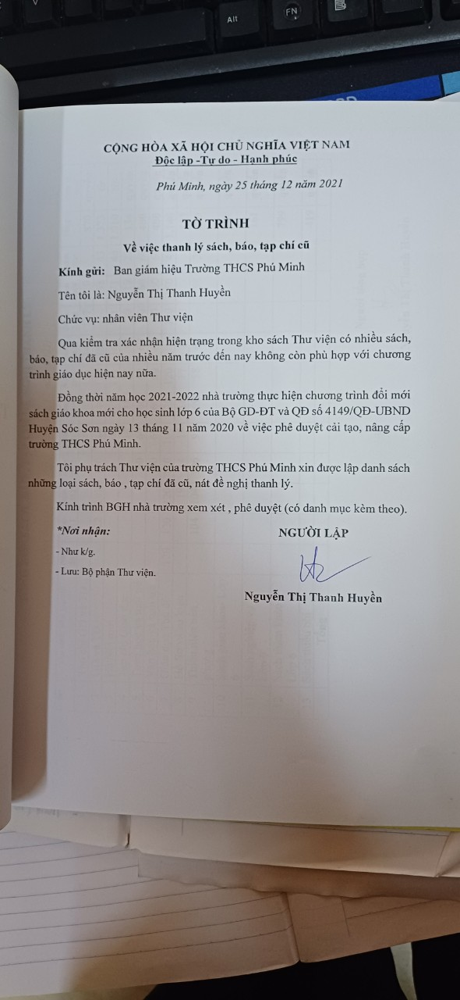 Alt
FN
CỘNG HÒA XÃ HỘI CHỦ NGHĨA VIỆT NAM
Độc lập -Tự do - Hạnh phúc
Phú Minh, ngày 25 tháng 12 năm 2021
TỜ TRÌNH
Về việc thanh lý sách, báo, tạp chí cũ
Kính gửi: Ban giám hiệu Trường THCS Phú Minh
Tên tôi là: Nguyễn Thị Thanh Huyền
Chức vụ: nhân viên Thư viện
Qua kiểm tra xác nhận hiện trạng trong kho sách Thư viện có nhiều sách,
báo, tạp chí đã cũ của nhiều năm trước đến nay không còn phù hợp với chương
trình giáo dục hiện nay nữa.
Đồng thời năm học 2021-2022 nhà trường thực hiện chương trình đổi mới
sách giáo khoa mới cho học sinh lớp 6 của Bộ GD-ĐT và QĐ số 4149/QĐ-UBND
Huyện Sóc Sơn ngày 13 tháng 11 năm 2020 về việc phê duyệt cải tạo, nâng cấp
trường THCS Phú Minh.
Tôi phụ trách Thư viện của trường THCS Phú Minh xin được lập danh sách
những loại sách, báo , tạp chí đã cũ, nát đề nghị thanh lý.
Kính trình BGH nhà trường xem xét , phê duyệt (có danh mục kèm theo).
*Nơi nhận:
NGƯỜI LẬP
- Như k/g.
- Lưu: Bộ phận Thư viện.
Nguyễn Thị Thanh Huyền